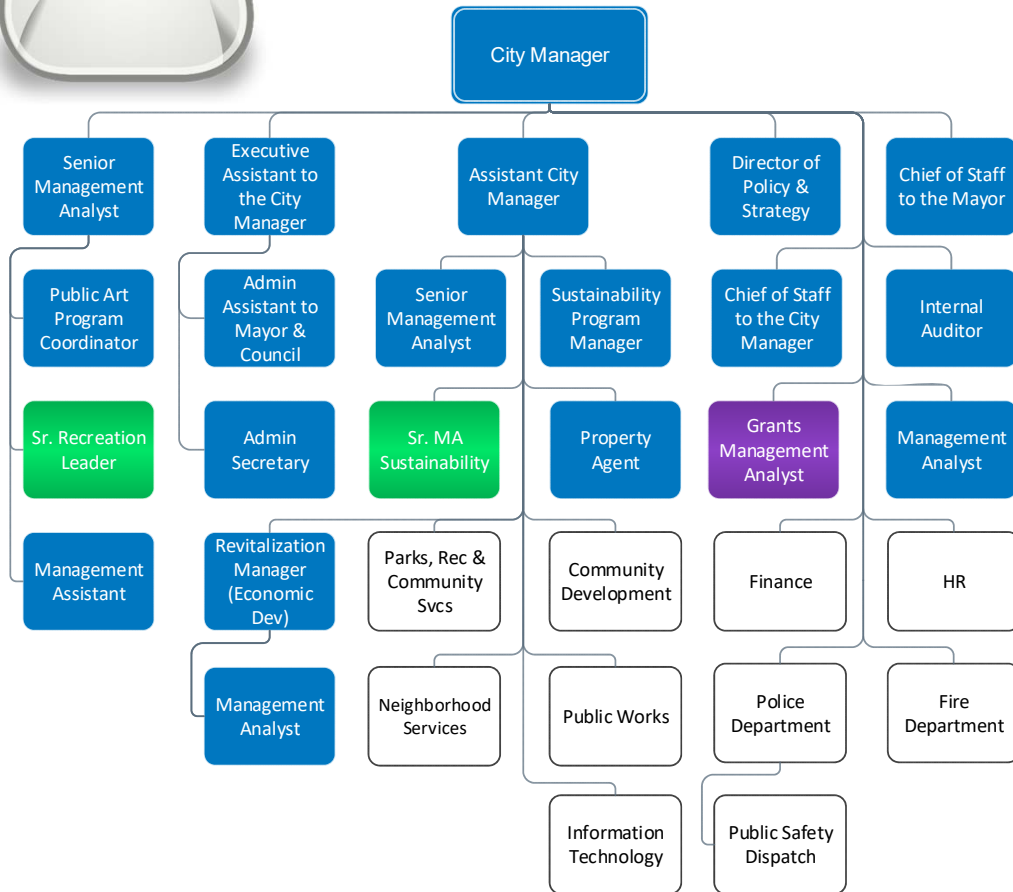 City Manager
Senior
Management
Analyst
Executive
Assistant to
the City
Manager
Assistant City
Manager
Director of
Policy &
Strategy
Chief of Staff
to the Mayor
Public Art
Program
Coordinator
Admin
Assistant to
Mayor &
Council
Senior
Management
Analyst
Sustainability
Program
Manager
Chief of Staff
to the City
Manager
Internal
Auditor
Sr. Recreation
Leader
Admin
Secretary
Sr. MA
Sustainability
Property
Agent
Grants
Management
Analyst
Management
Analyst
Management
Assistant
Revitalization
Manager
(Economic
Dev)
Parks, Rec &
Community
Svcs
Community
Development
Finance
HR
Management
Analyst
Neighborhood
Services
Public Works
Police
Department
Fire
Department
Information
Technology
Public Safety
Dispatch